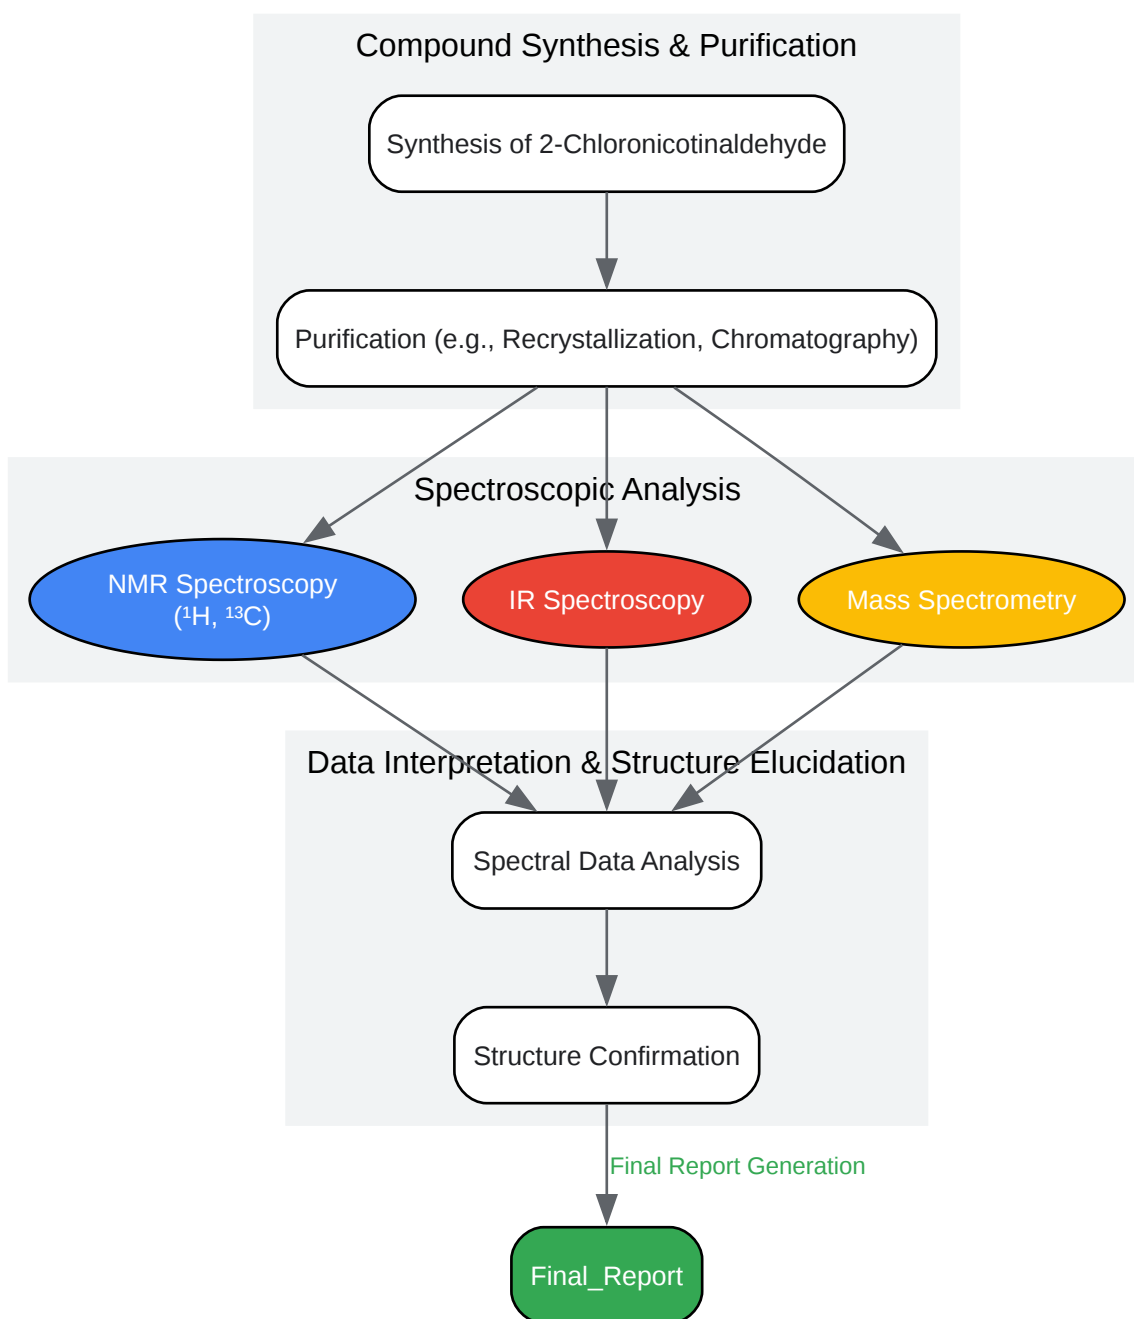 Compound Synthesis & Purification
Synthesis of 2-Chloronicotinaldehyde
Purification (e.g., Recrystallization, Chromatography)
Spectroscopic Analysis
NMR Spectroscopy
(¹H, ¹³C)
IR Spectroscopy
Mass Spectrometry
Data Interpretation & Structure Elucidation
Spectral Data Analysis
Structure Confirmation
Final Report Generation
Final_Report